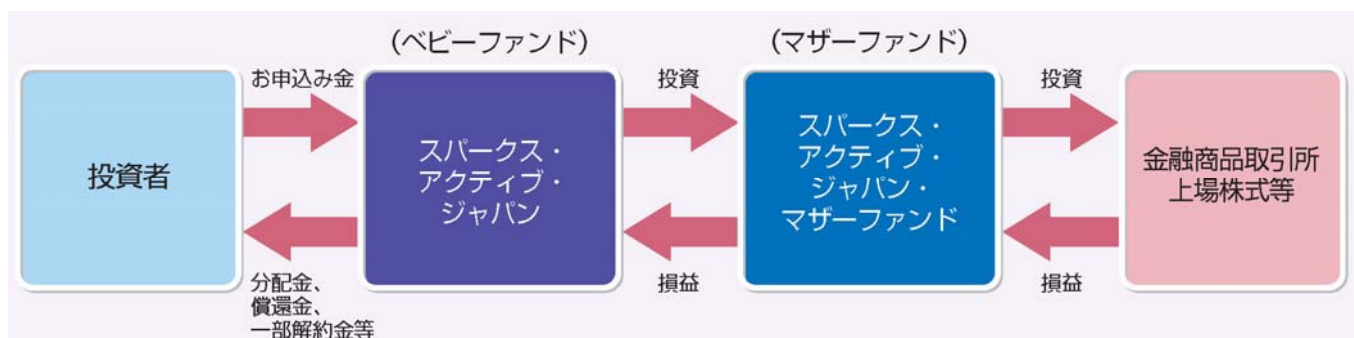 (ベビーファンド)
(マザーファンド)
お申込み金
投資
投資
投資者
スパークス・
アクティブ・
ジャパン
スパークス・
アクティブ・
ジャパン・
マザーファンド
金融商品取引所
上場株式等
分配金、
償還金、
一部解約金等
損益
損益